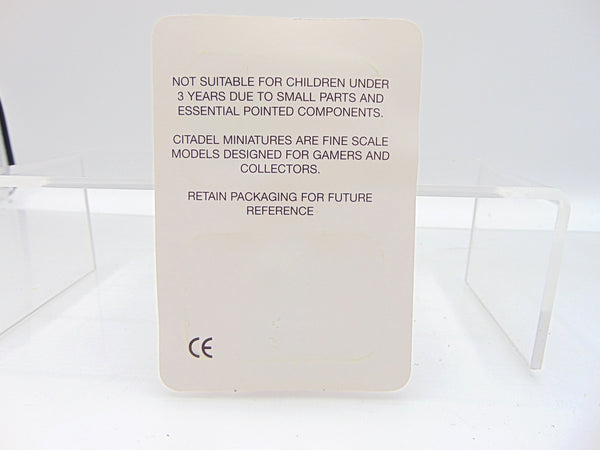 NOT SUITABLE FOR CHILDREN UNDER
3 YEARS DUE TO SMALL PARTS AND
ESSENTIAL POINTED COMPONENTS.
CITADEL MINIATURES ARE FINE SCALE
MODELS DESIGNED FOR GAMERS AND
COLLECTORS.
RETAIN PACKAGING FOR FUTURE
REFERENCE
CE